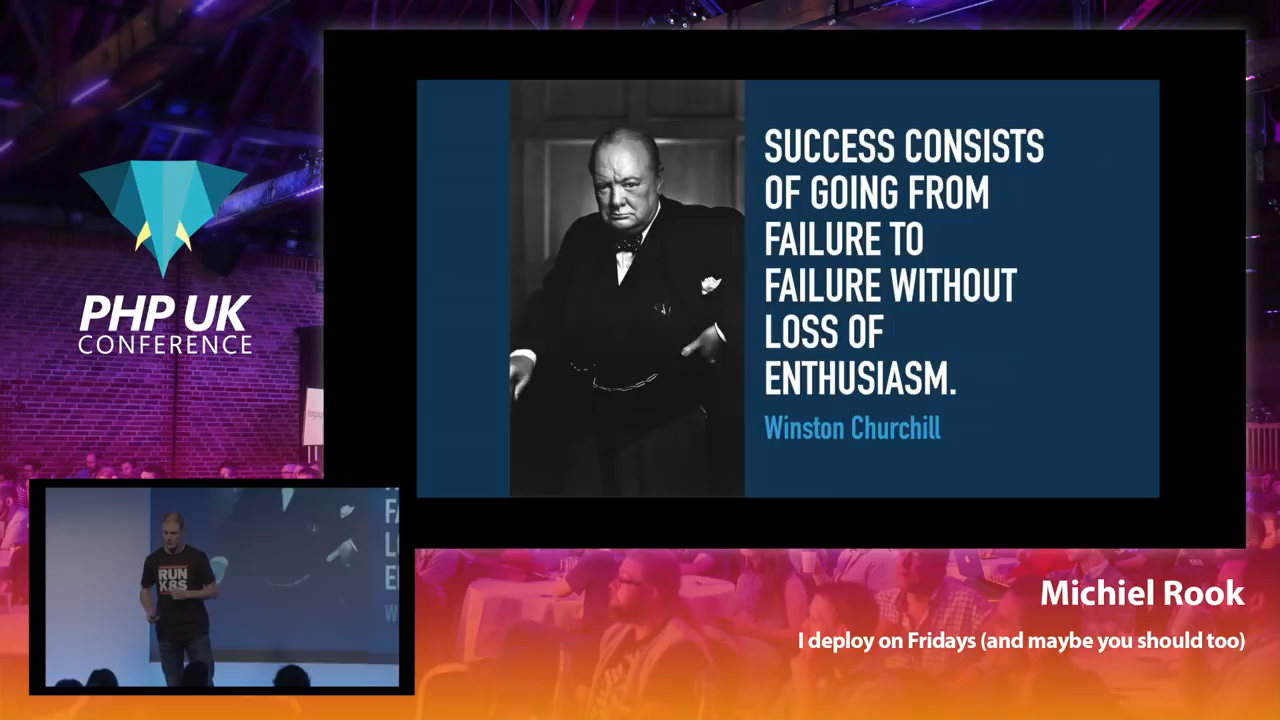 PHP UK
CONFERENCE
SUCCESS CONSISTS
OF GOING FROM
FAILURE TO
FAILURE WITHOUT
LOSS OF
ENTHUSIASM.
Winston Churchill
RUN
K8S
Michiel Rook
I deploy on Fridays (and maybe you should too)